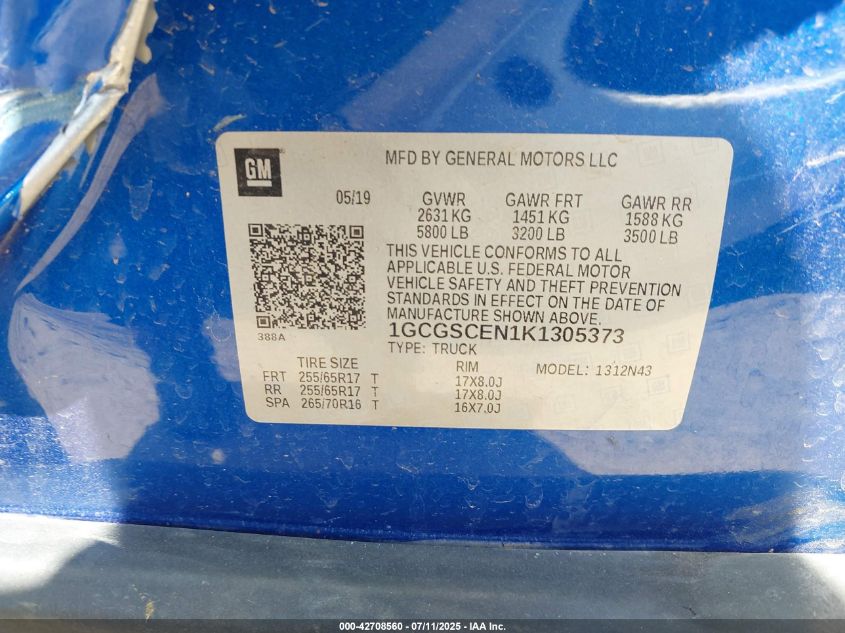 GM
MFD BY GENERAL MOTORS LLC
05/19 GVWR GAWR FRT GAWR RR
2631 KG 1451 KG 1588 KG
5800 LB 3200 LB 3500 LB
THIS VEHICLE CONFORMS TO ALL
APPLICABLE U.S. FEDERAL MOTOR
VEHICLE SAFETY AND THEFT PREVENTION
STANDARDS IN EFFECT ON THE DATE OF
MANUFACTURE SHOWN ABOVE.
388A
1GCGSCEN1K1305373
TYPE: TRUCK
TIRE SIZE RIM MODEL: 1312N43
FRT 255/65R17 T 17X8.0J
RR 255/65R17 T 17X8.0J
SPA 265/70R16 T 16X7.0J
000-42708560 - 07/11/2025 - IAA Inc.